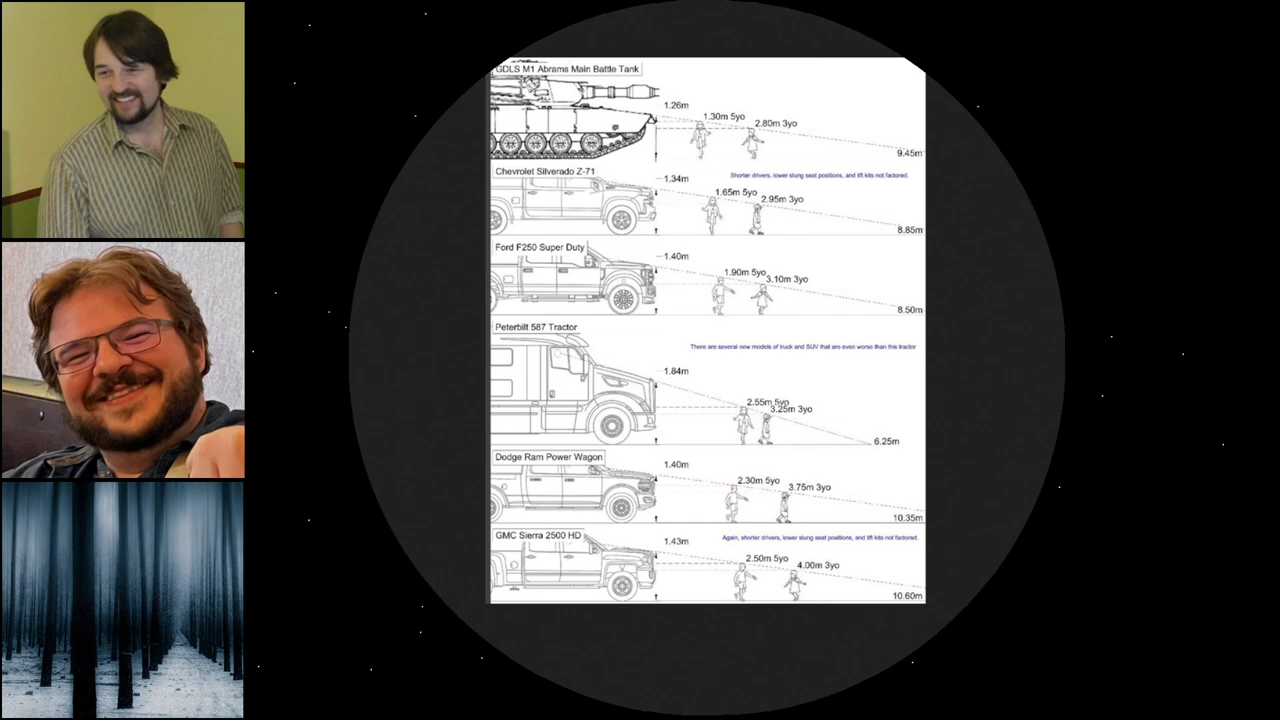 GDLS M1 Abrams Main Battle Tank
1.26m
1.30m 5yo
2.80m 3yo
9.45m
Chevrolet Silverado Z-71
Shorter drivers, lower slung seat positions, and lift kits not factored.
1.34m
1.65m 5yo
2.95m 3yo
8.85m
Ford F250 Super Duty
1.40m
1.90m 5yo
3.10m 3yo
8.50m
Peterbilt 587 Tractor
There are several new models of truck and SUV that are even worse than this tractor
1.84m
2.55m 5yo
3.25m 3yo
6.25m
Dodge Ram Power Wagon
1.40m
2.30m 5yo
3.75m 3yo
10.35m
GMC Sierra 2500 HD
Again, shorter drivers, lower slung seat positions, and lift kits not factored.
1.43m
2.50m 5yo
4.00m 3yo
10.60m